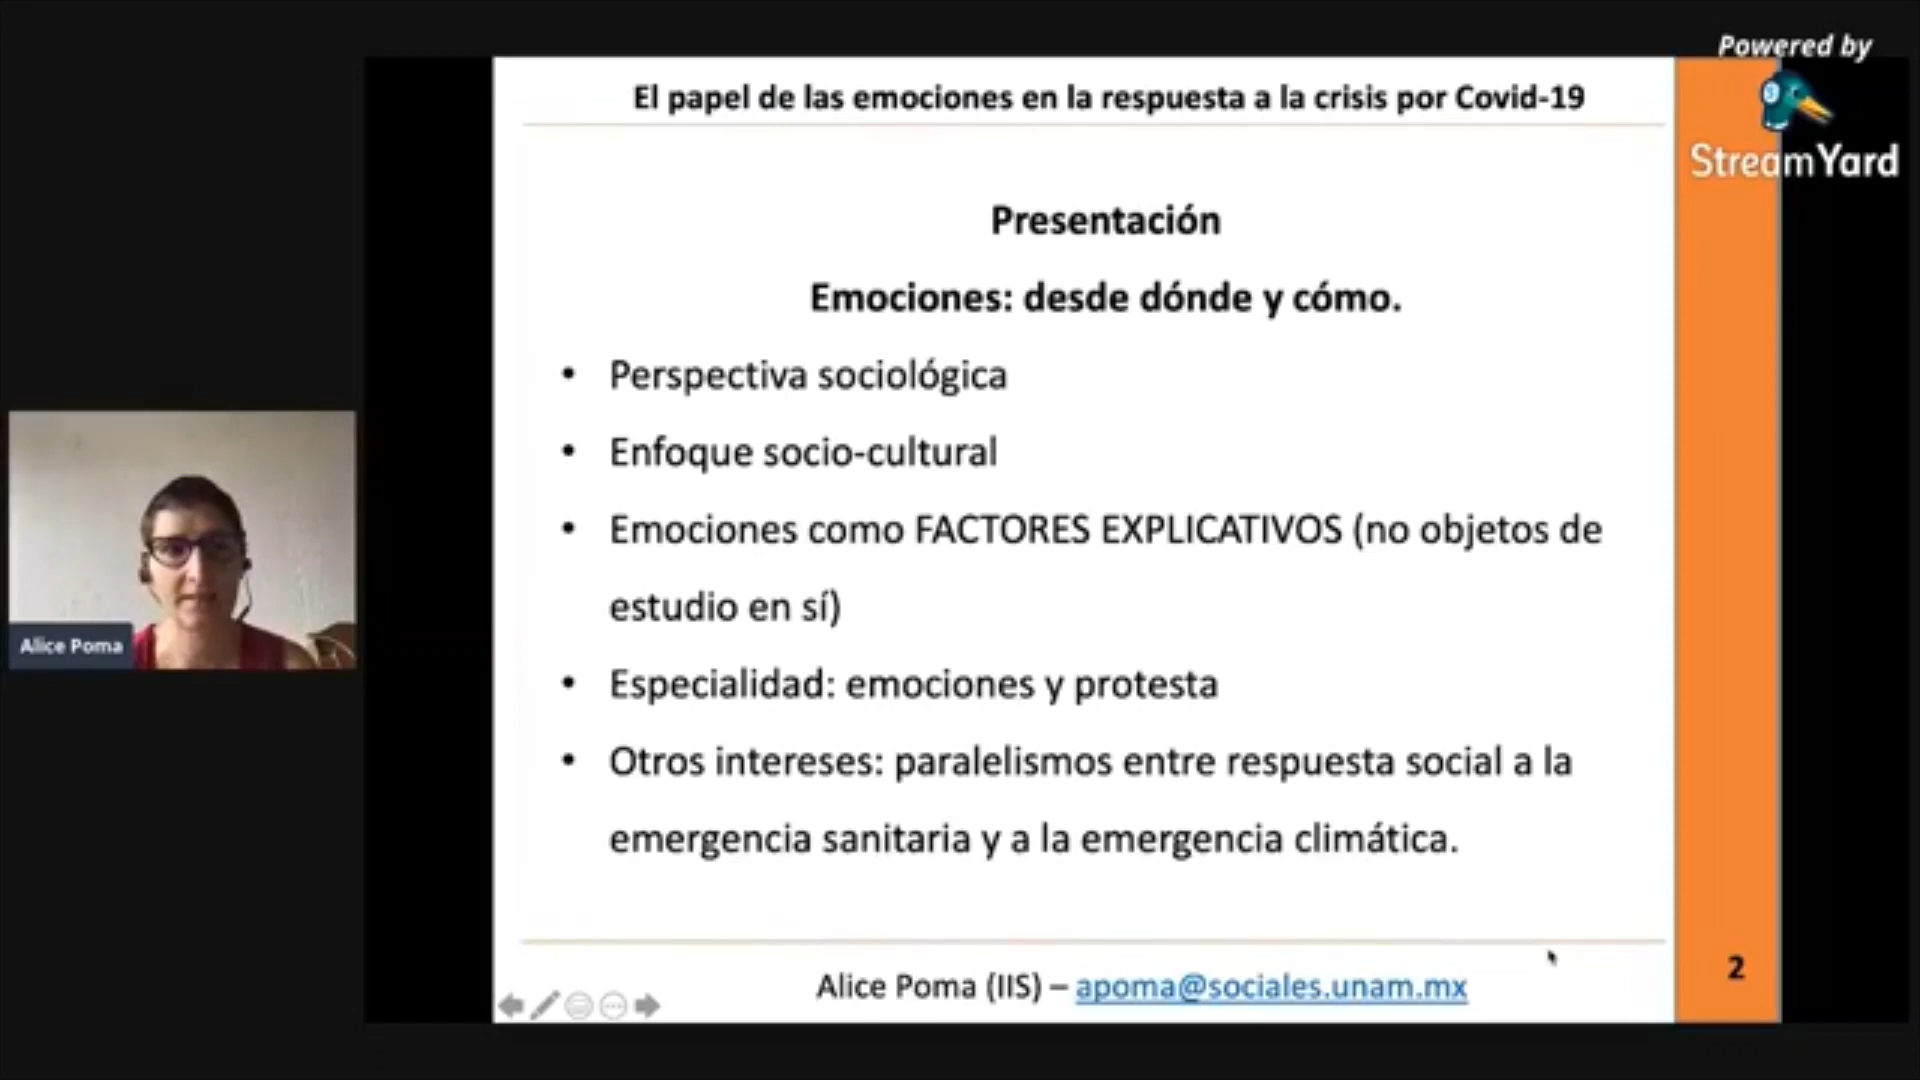 Powered by
StreamYard
El papel de las emociones en la respuesta a la crisis por Covid-19
Presentación
Emociones: desde dónde y cómo.
• Perspectiva sociológica
• Enfoque socio-cultural
• Emociones como FACTORES EXPLICATIVOS (no objetos de
estudio en sí)
• Especialidad: emociones y protesta
• Otros intereses: paralelismos entre respuesta social a la
emergencia sanitaria y a la emergencia climática.
Alice Poma
Alice Poma (IIS) – apoma@sociales.unam.mx
2